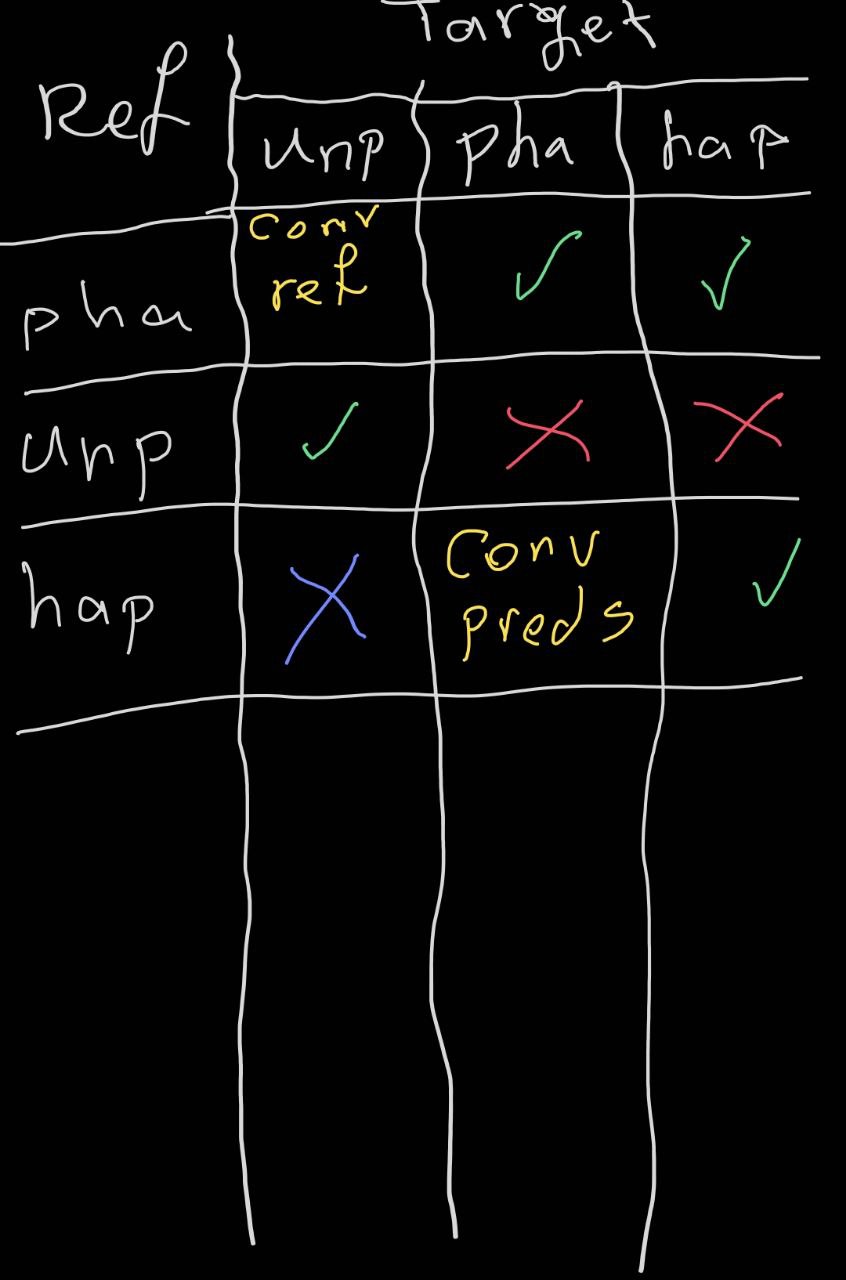 Target
Ref
unp pha hap
pha conv ref ✓ ✓
unp ✓ ✗ ✗
hap ✗ Conv preds ✓